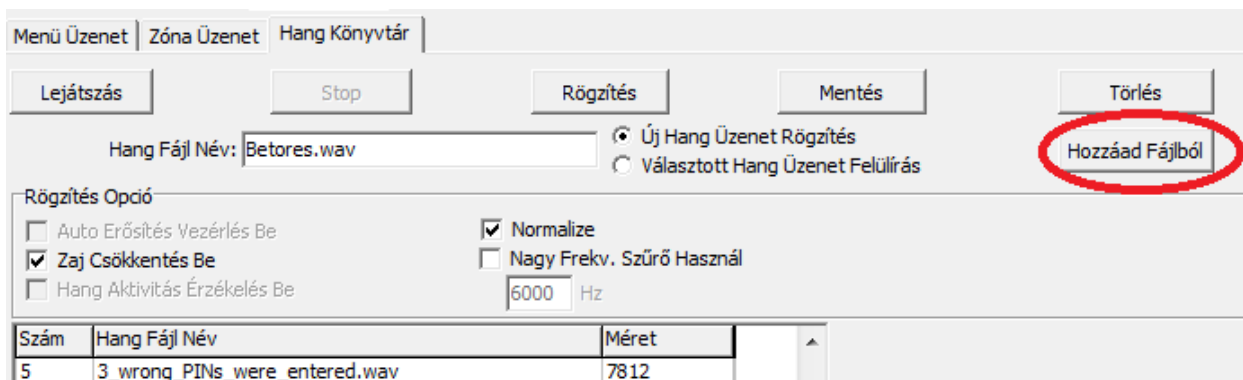 Menü Üzenet Zóna Üzenet Hang Könyvtár
Lejátszás Stop Rögzítés Mentés Törlés
Hang Fájl Név: Betores.wav Új Hang Üzenet Rögzítés Hozzáad Fájlból
Választott Hang Üzenet Felülírás
Rögzítés Opció
Auto Erősítés Vezérlés Be Normalize
Zaj Csökkentés Be Nagy Frekv. Szűrő Használ
Hang Aktivitás Érzékelés Be 6000 Hz
Szám Hang Fájl Név Méret
5 3_wrong_PINs_were_entered.wav 7812